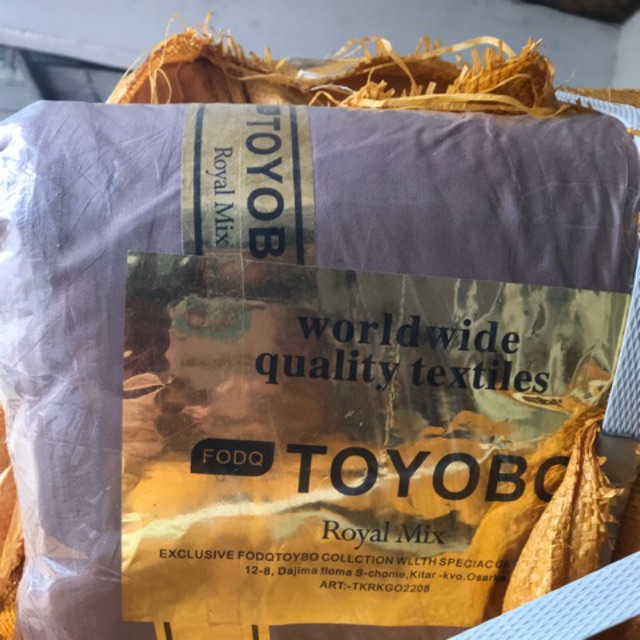 TOYOB
Royal Mix
worldwide
quality textiles
FODQ TOYOBO
Royal Mix
EXCLUSIVE FODQTOYBO COLLCTION WLLTH SPECIAC
12-8, Dajima tloma S-chome,Kitar-kvo.Osarka
ART:-TKRKGO2208